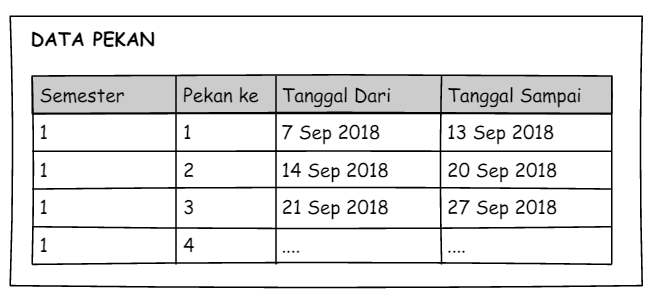 DATA PEKAN
Semester Pekan ke Tanggal Dari Tanggal Sampai
1 1 7 Sep 2018 13 Sep 2018
1 2 14 Sep 2018 20 Sep 2018
1 3 21 Sep 2018 27 Sep 2018
1 4 .... ....